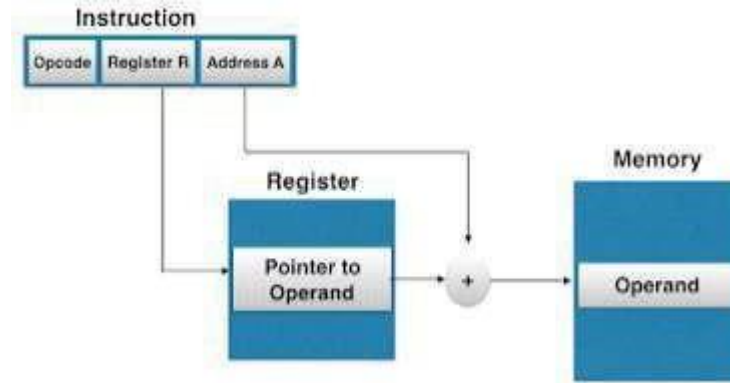 Instruction
Opcode Register R Address A
Register
Memory
Pointer to
Operand
+
Operand